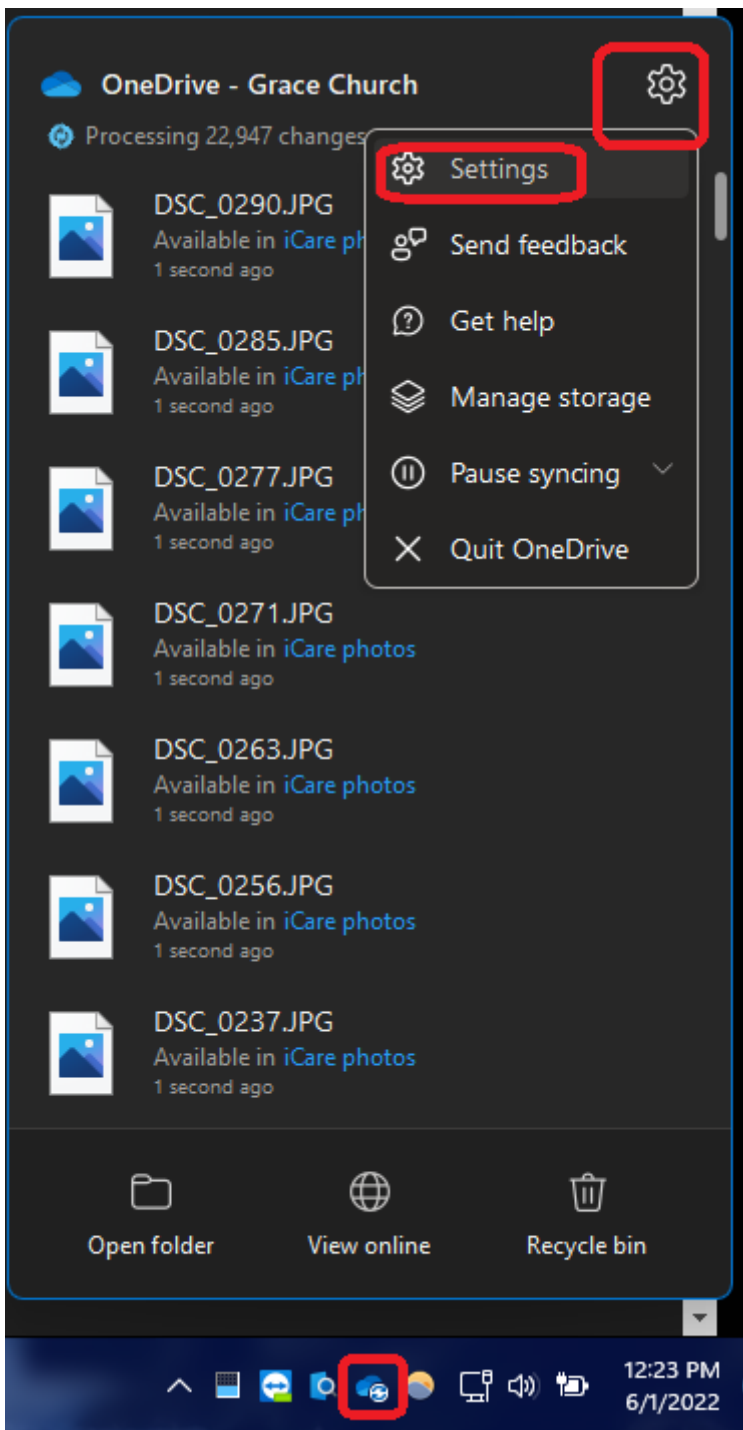 OneDrive - Grace Church
Processing 22,947 changes
Settings
Send feedback
Get help
Manage storage
Pause syncing
Quit OneDrive
DSC_0290.JPG
Available in iCare ph
1 second ago
DSC_0285.JPG
Available in iCare ph
1 second ago
DSC_0277.JPG
Available in iCare ph
1 second ago
DSC_0271.JPG
Available in iCare photos
1 second ago
DSC_0263.JPG
Available in iCare photos
1 second ago
DSC_0256.JPG
Available in iCare photos
1 second ago
DSC_0237.JPG
Available in iCare photos
1 second ago
Open folder
View online
Recycle bin
12:23 PM
6/1/2022